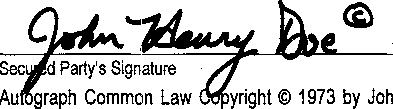 John Henry Doe ©
Secured Party's Signature
Autograph Common Law Copyright © 1973 by Joh